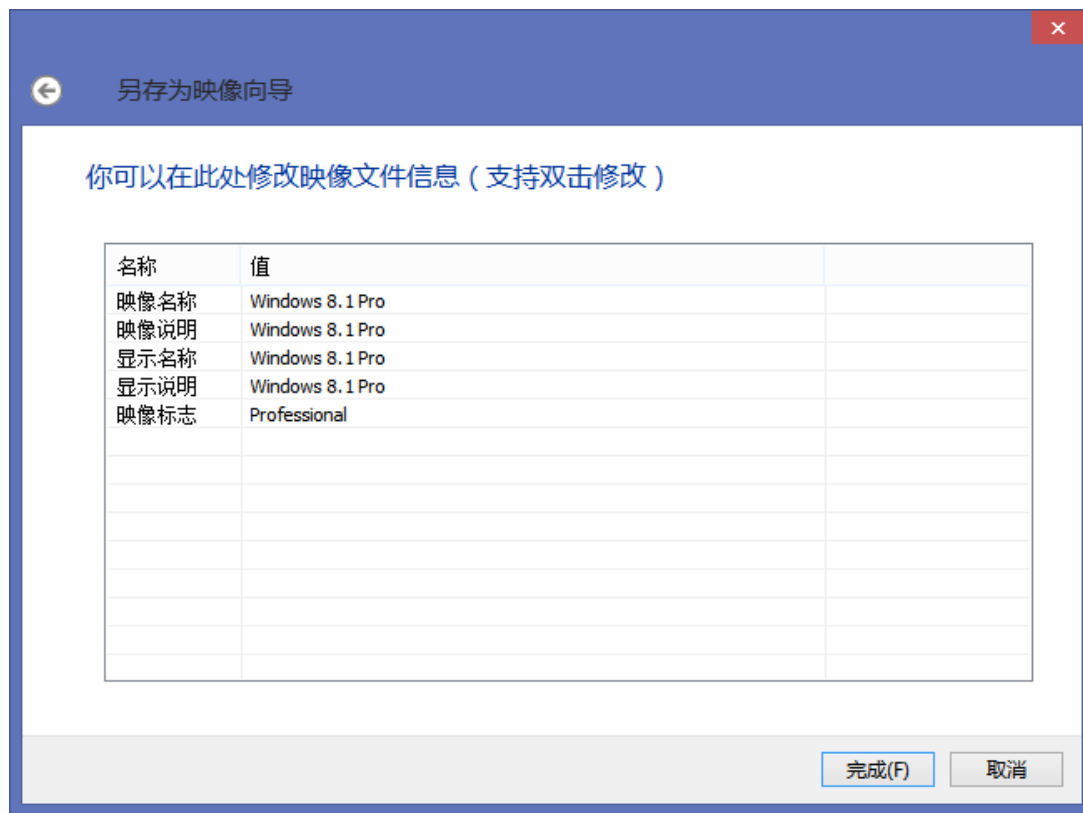 另存为映像向导
你可以在此处修改映像文件信息（支持双击修改）
名称 值
映像名称 Windows 8.1 Pro
映像说明 Windows 8.1 Pro
显示名称 Windows 8.1 Pro
显示说明 Windows 8.1 Pro
映像标志 Professional
完成(F) 取消